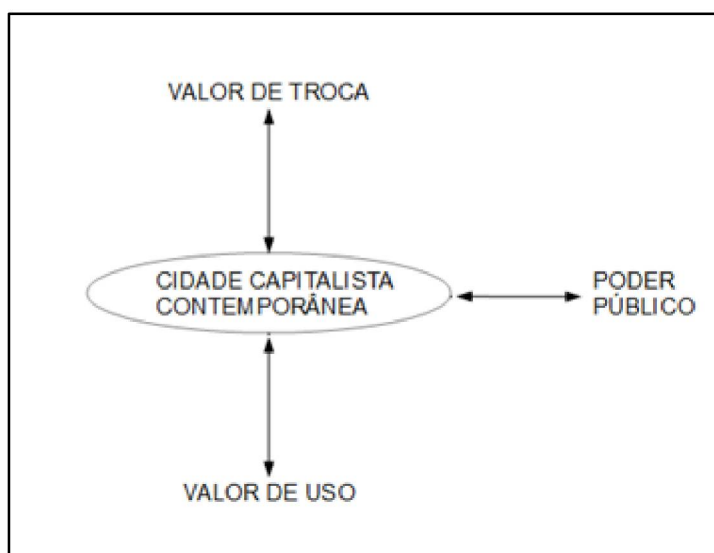 VALOR DE TROCA
CIDADE CAPITALISTA
CONTEMPORÂNEA
PODER
PÚBLICO
VALOR DE USO